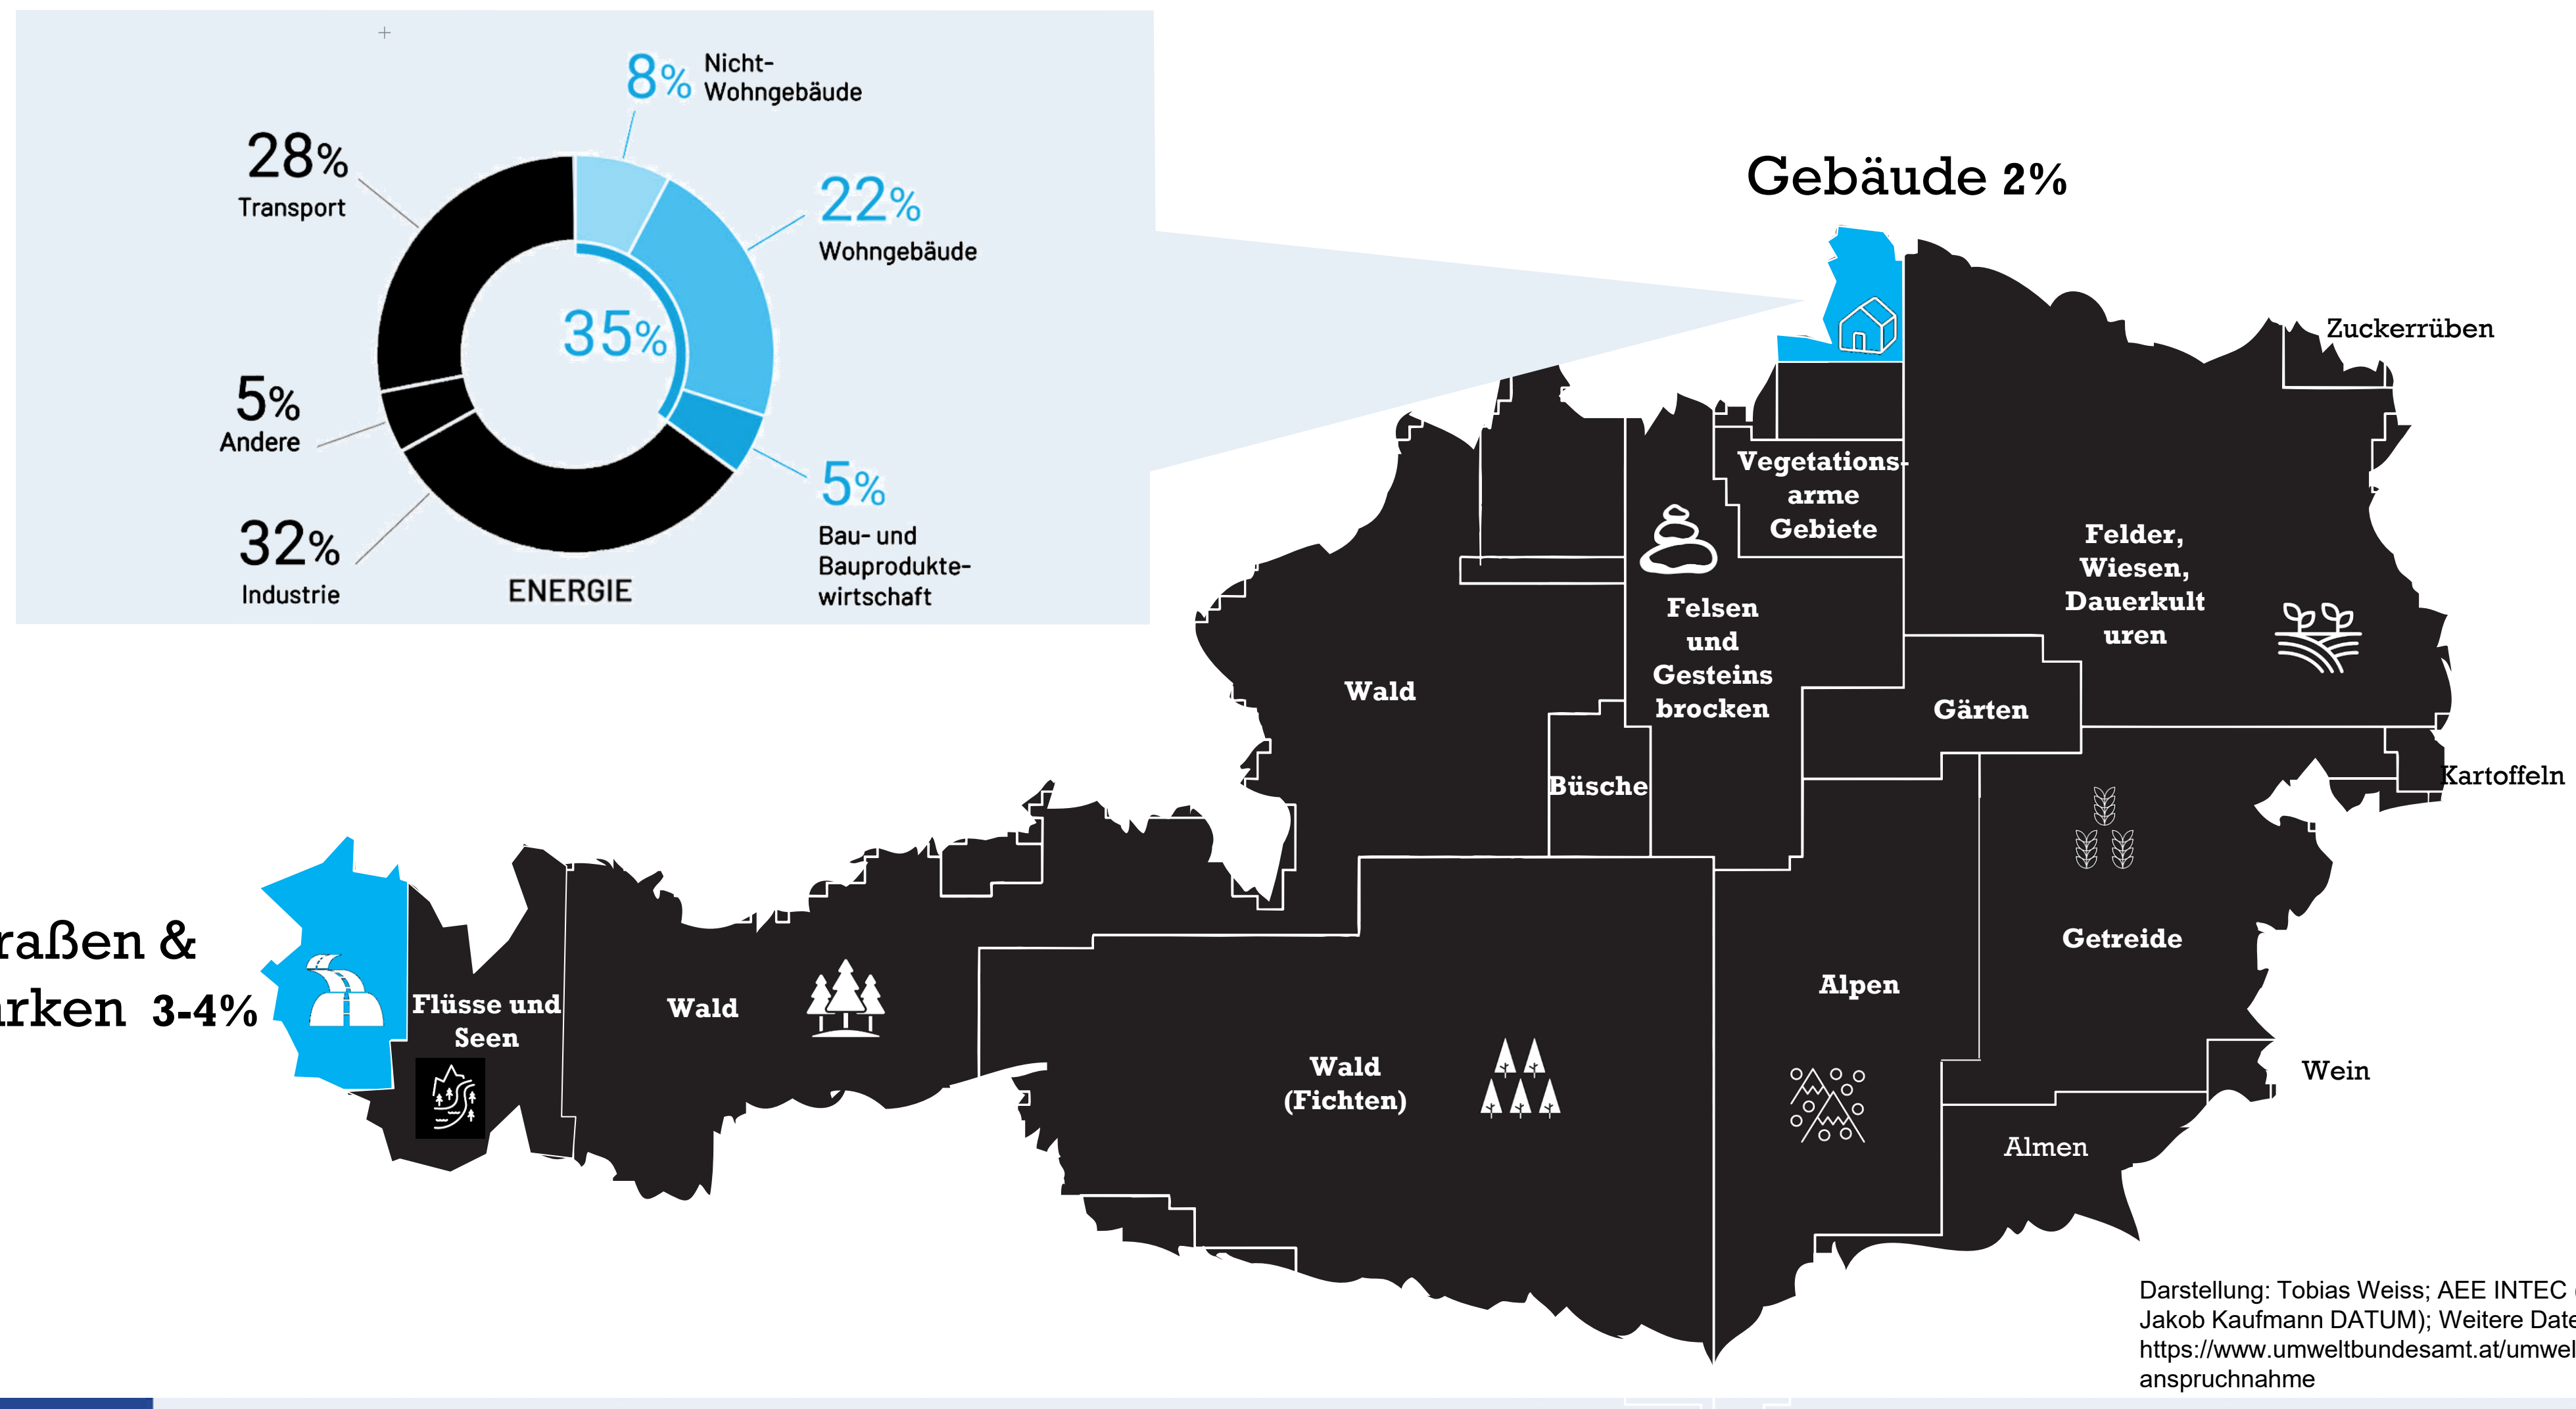 8% Nicht-
Wohngebäude
28%
Transport
22%
Wohngebäude
35%
5%
Andere
5%
Bau- und
Bauprodukte-
wirtschaft
32%
Industrie
ENERGIE
Gebäude 2%
Zuckerrüben
Vegetations-
arme
Gebiete
Felder,
Wiesen,
Dauerkult
uren
Felsen
und
Gesteins
brocken
Wald
Gärten
Büsche
Kartoffeln
raßen &
rken 3-4%
Flüsse und
Seen
Wald
Wald
(Fichten)
Alpen
Getreide
Wein
Almen
Darstellung: Tobias Weiss; AEE INTEC (
Jakob Kaufmann DATUM); Weitere Date
https://www.umweltbundesamt.at/umwel
anspruchnahme